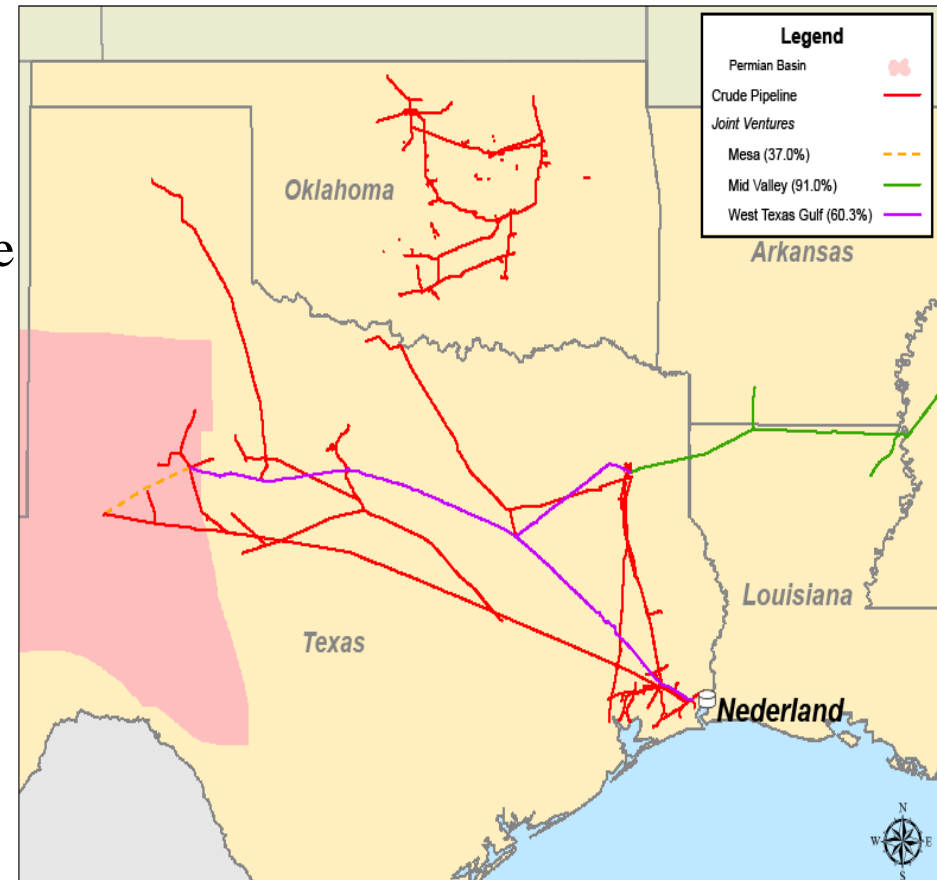 Legend
Permian Basin
Crude Pipeline
Joint Ventures
Mesa (37.0%)
Mid Valley (91.0%)
West Texas Gulf (60.3%)
Oklahoma
Arkansas
e
Louisiana
Texas
Nederland
N
W E
S